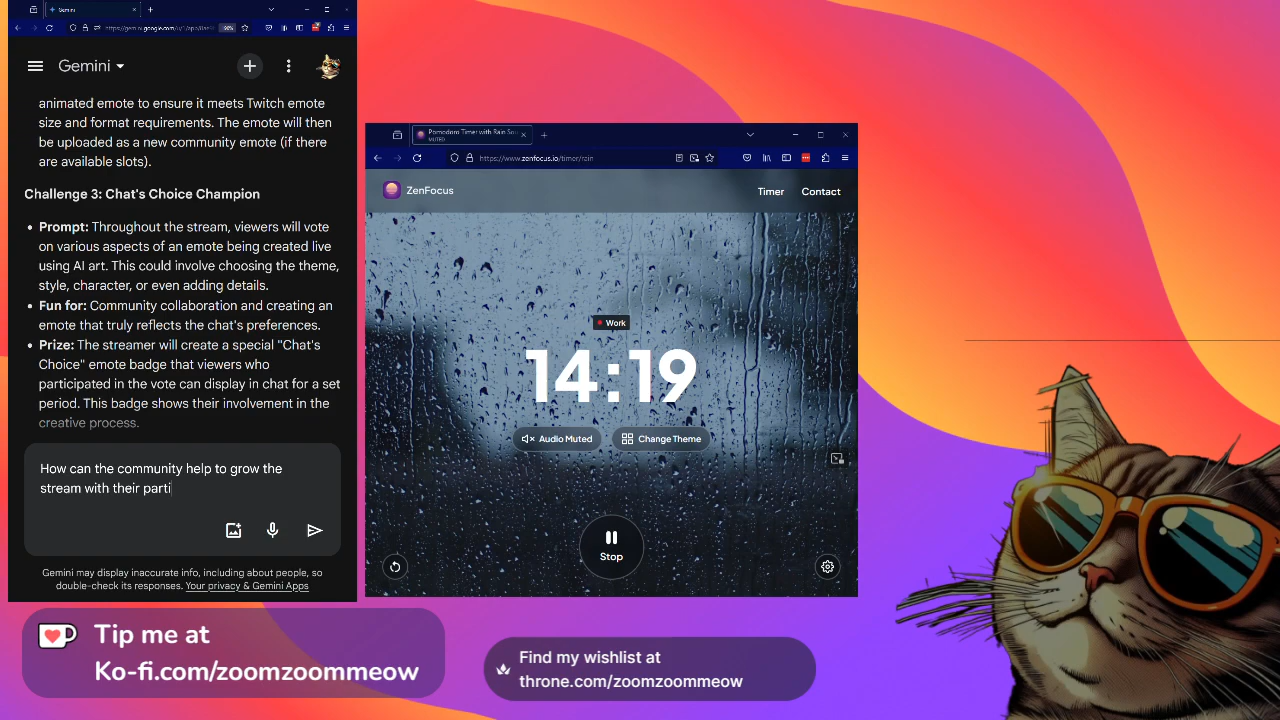 Gemini
Gemini
animated emote to ensure it meets Twitch emote
size and format requirements. The emote will then
be uploaded as a new community emote (if there
are available slots).
Challenge 3: Chat's Choice Champion
• Prompt: Throughout the stream, viewers will vote
on various aspects of an emote being created live
using AI art. This could involve choosing the theme,
style, character, or even adding details.
• Fun for: Community collaboration and creating an
emote that truly reflects the chat's preferences.
• Prize: The streamer will create a special "Chat's
Choice" emote badge that viewers who
participated in the vote can display in chat for a set
period. This badge shows their involvement in the
creative process.
How can the community help to grow the
stream with their parti
Gemini may display inaccurate info, including about people, so
double-check its responses. Your privacy & Gemini Apps
Pomodoro Timer with Rain Sou
MUTED
https://www.zenfocus.io/timer/rain
ZenFocus
Timer
Contact
Work
14:19
Audio Muted
Change Theme
Stop
Tip me at
Ko-fi.com/zoomzoommeow
Find my wishlist at
throne.com/zoomzoommeow